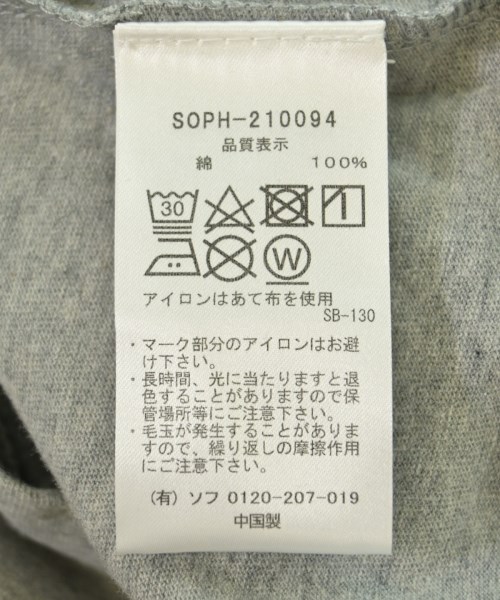 SOPH-210094
品質表示
綿 100%
30
W
アイロンはあて布を使用
SB-130
・マーク部分のアイロンはお避
け下さい。
・長時間、光に当たりますと退
色することがありますので保
管場所等にご注意下さい。
・毛玉が発生することがありま
すので、繰り返しの摩擦作用
にご注意下さい。
(有) ソフ 0120-207-019
中国製